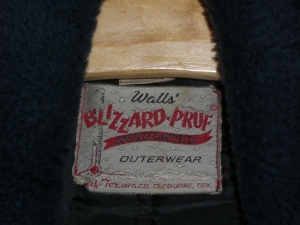 Walls'
BLIZZARD-PRUF
®
OUTERWEAR
MFG. CO. CLEBURNE, TEX.